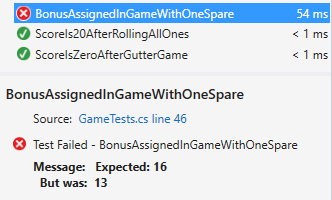 BonusAssignedInGameWithOneSpare 54 ms
ScoreIs20AfterRollingAllOnes < 1 ms
ScoreIsZeroAfterGutterGame < 1 ms
BonusAssignedInGameWithOneSpare
Source: GameTests.cs line 46
Test Failed - BonusAssignedInGameWithOneSpare
Message: Expected: 16
But was: 13